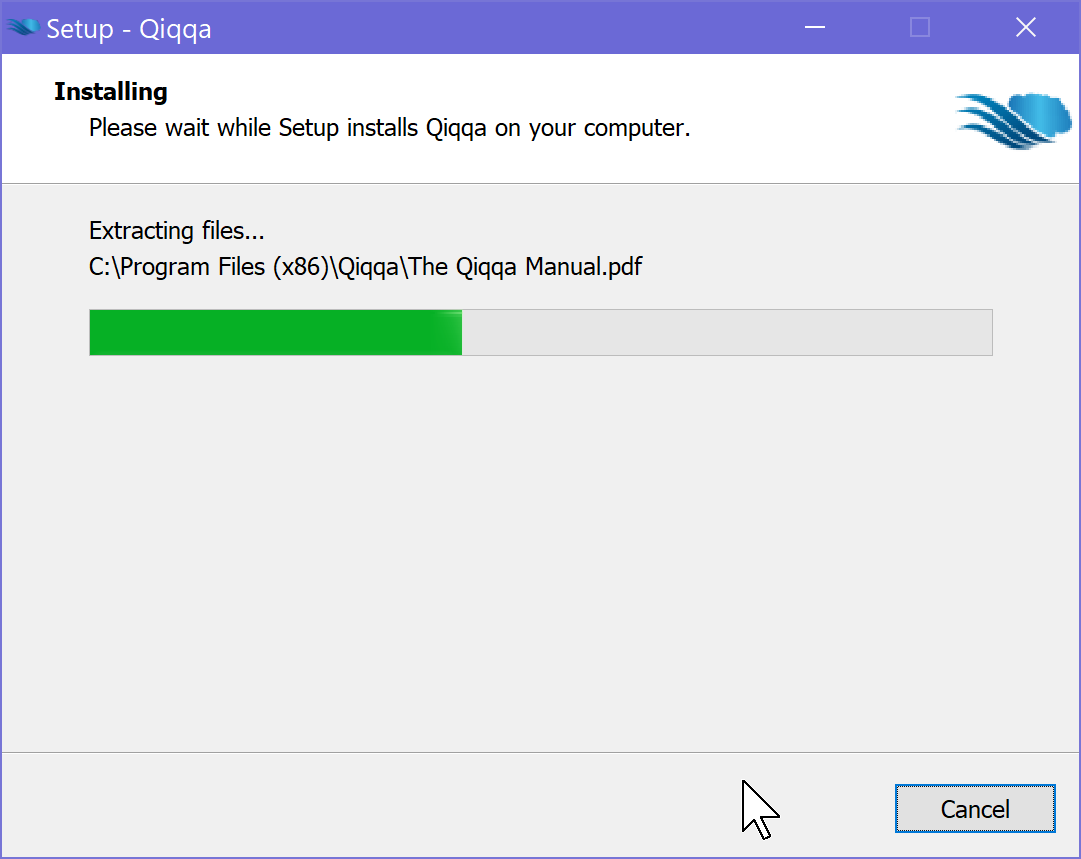 Setup - Qiqqa
Installing
Please wait while Setup installs Qiqqa on your computer.
Extracting files...
C:\Program Files (x86)\Qiqqa\The Qiqqa Manual.pdf
Cancel